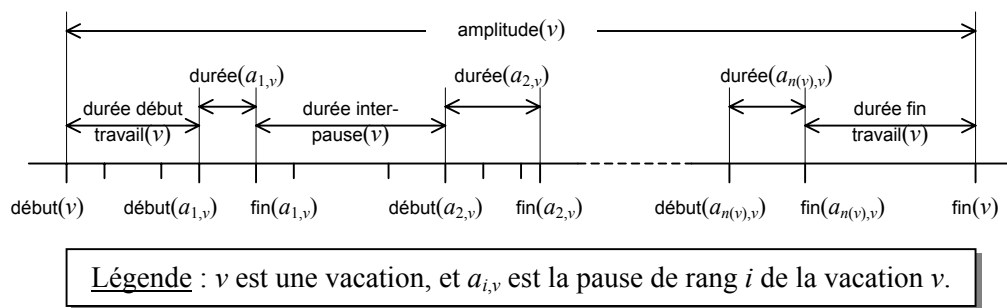 amplitude(v)
durée(a1,v) durée(a2,v) durée(an(v),v)
durée début travail(v)
durée inter-pause(v)
durée fin travail(v)
début(v) début(a1,v) fin(a1,v) début(a2,v) fin(a2,v) début(an(v),v) fin(an(v),v) fin(v)
Légende : v est une vacation, et ai,v est la pause de rang i de la vacation v.